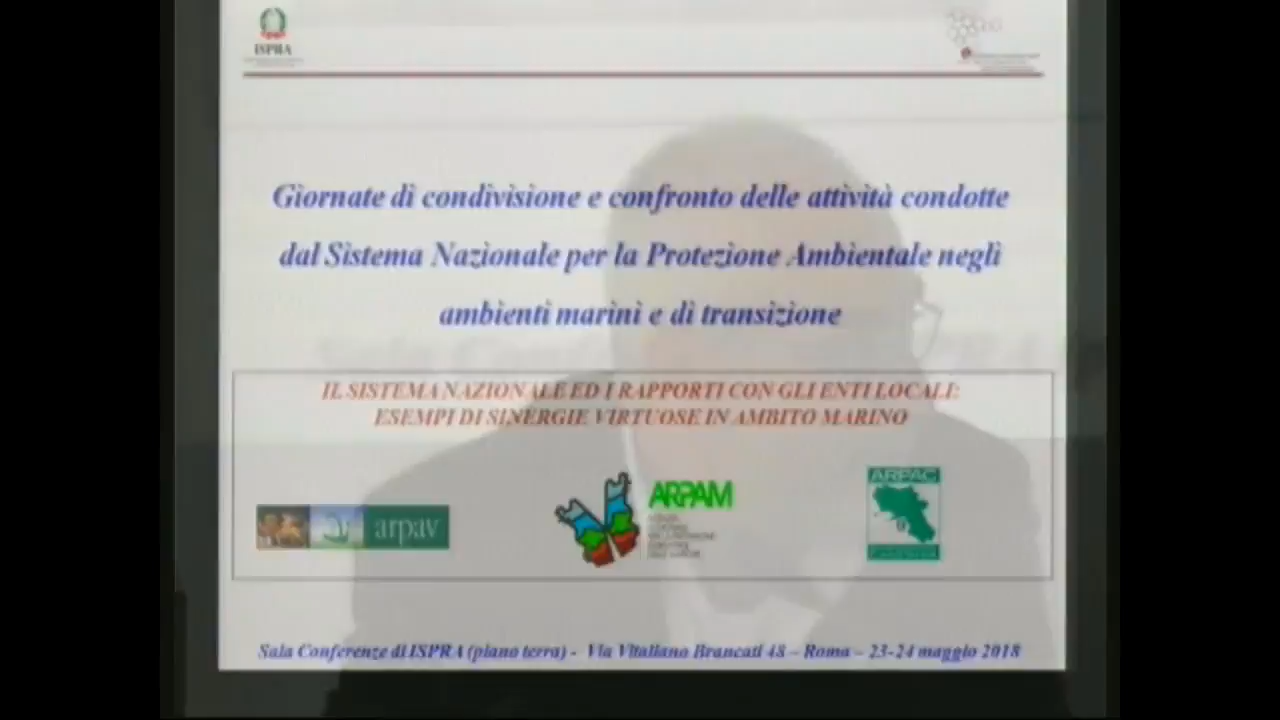 ISPRA
Giornate di condivisione e confronto delle attività condotte
dal Sistema Nazionale per la Protezione Ambientale negli
ambienti marini e di transizione
IL SISTEMA NAZIONALE ED I RAPPORTI CON GLI ENTI LOCALI:
ESEMPI DI SINERGIE VIRTUOSE IN AMBITO MARINO
arpav
ARPAM
ARPAC
Sala Conferenze di ISPRA (piano terra) - Via Vitaliano Brancati 48 – Roma – 23-24 maggio 2018